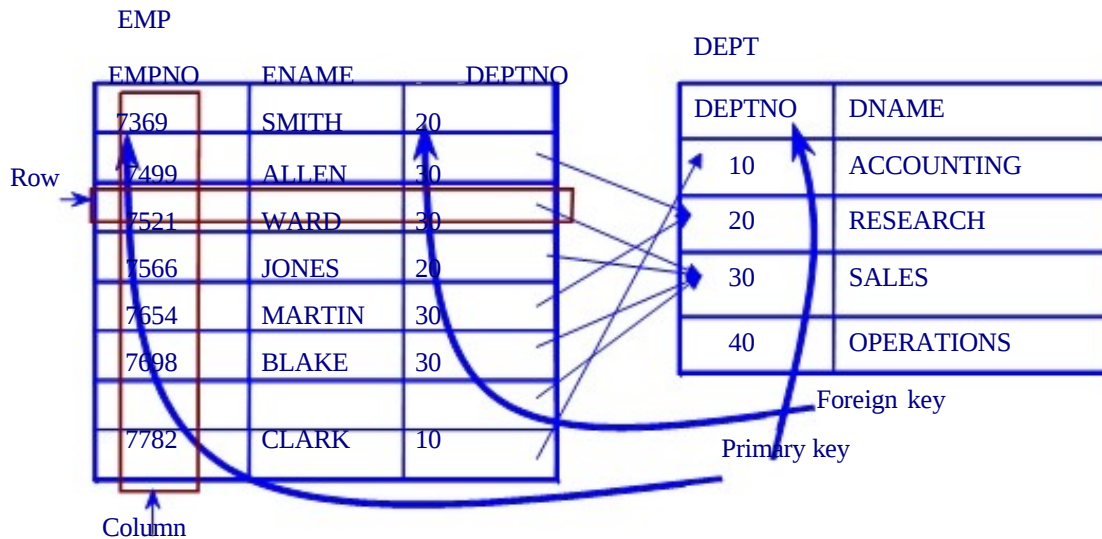 EMP
EMPNO ENAME DEPTNO
7369 SMITH 20
7499 ALLEN 30
7521 WARD 30
7566 JONES 20
7654 MARTIN 30
7698 BLAKE 30
7782 CLARK 10
Row
Column
DEPT
DEPTNO DNAME
10 ACCOUNTING
20 RESEARCH
30 SALES
40 OPERATIONS
Foreign key
Primary key